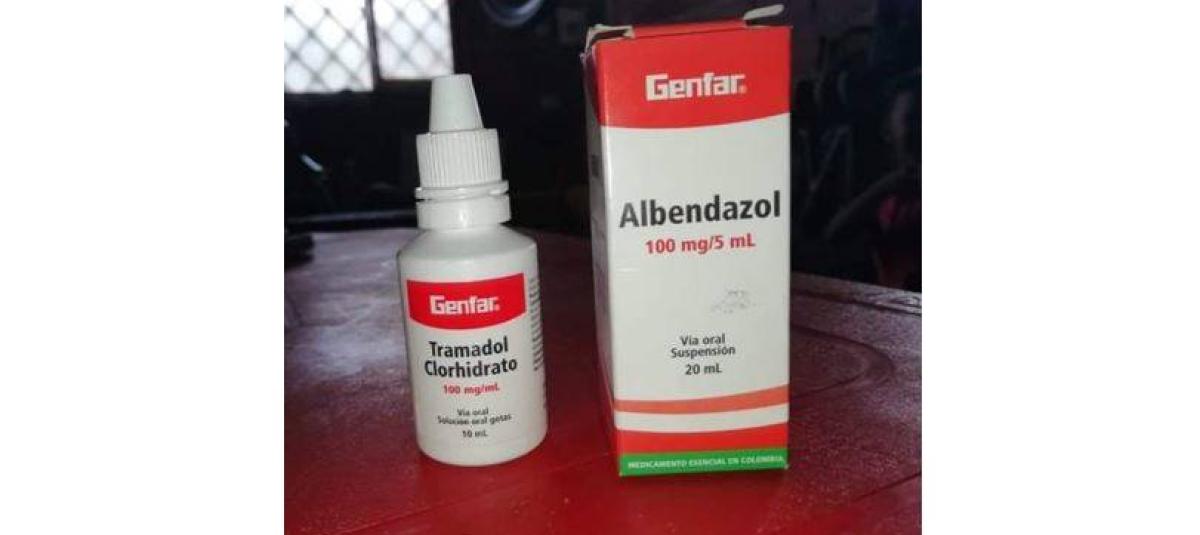 Genfar®
Tramadol
Clorhidrato
100 mg/mL
Vía oral
Solución oral gotas
10 mL
Genfar®
Albendazol
100 mg/5 mL
Vía oral
Suspensión
20 mL
MEDICAMENTO ESENCIAL EN COLOMBIA